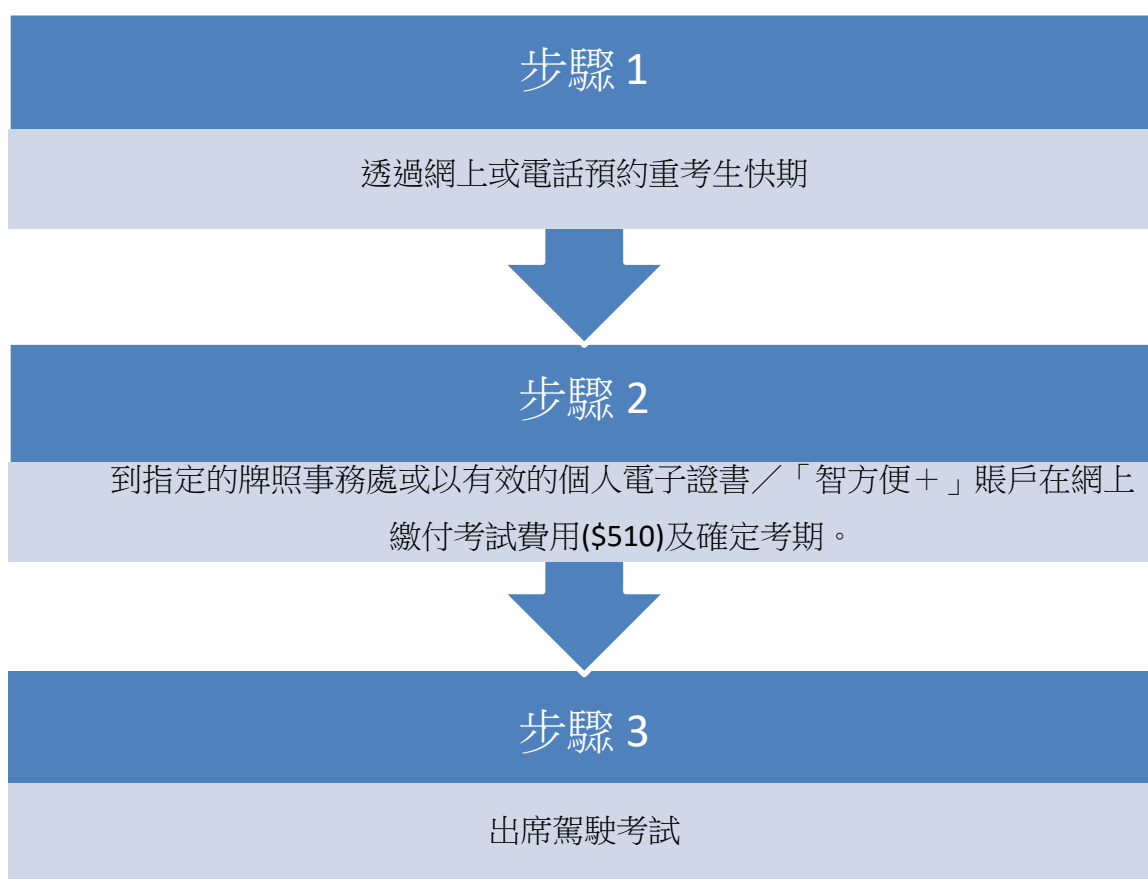 步驟 1
透過網上或電話預約重考生快期
步驟 2
到指定的牌照事務處或以有效的個人電子證書／「智方便＋」賬戶在網上
繳付考試費用($510)及確定考期。
步驟 3
出席駕駛考試